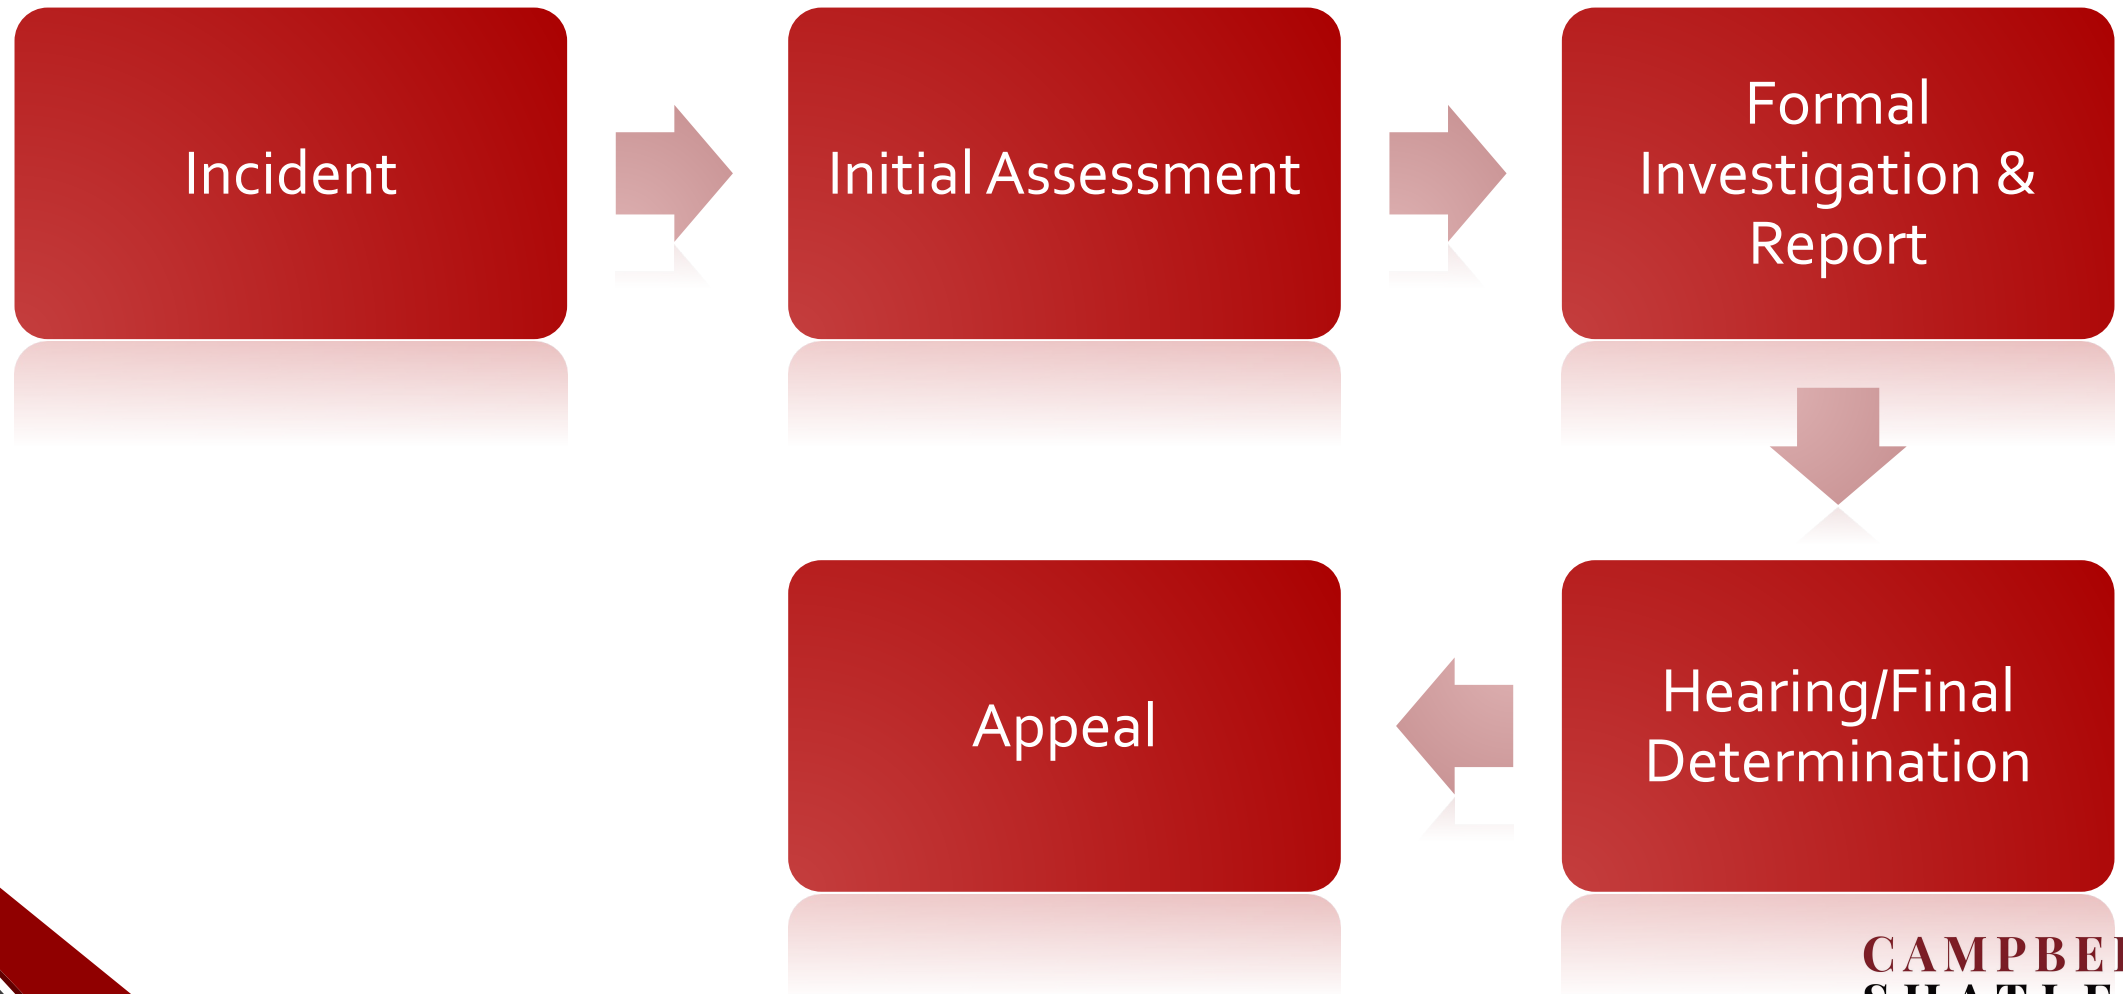 Incident
Initial Assessment
Formal
Investigation &
Report
Hearing/Final
Determination
Appeal